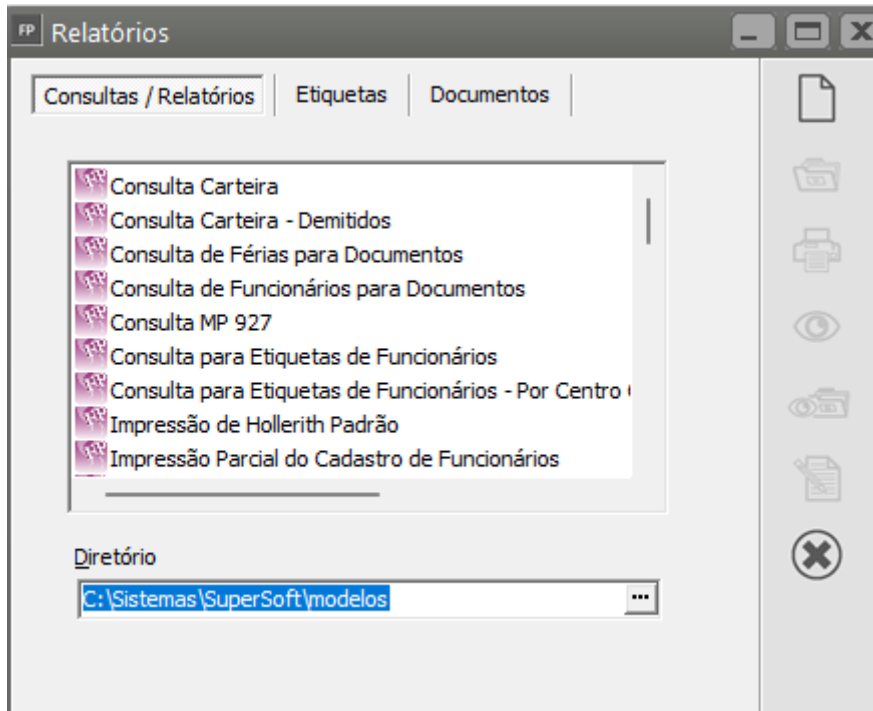 FP Relatórios
Consultas / Relatórios Etiquetas Documentos
Consulta Carteira
Consulta Carteira - Demitidos
Consulta de Férias para Documentos
Consulta de Funcionários para Documentos
Consulta MP 927
Consulta para Etiquetas de Funcionários
Consulta para Etiquetas de Funcionários - Por Centro
Impressão de Hollerith Padrão
Impressão Parcial do Cadastro de Funcionários
Diretório
C:\Sistemas\SuperSoft\modelos ...